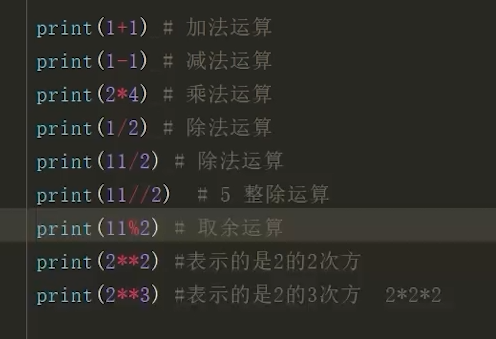 print(1+1) # 加法运算
print(1-1) # 减法运算
print(2*4) # 乘法运算
print(1/2) # 除法运算
print(11/2) # 除法运算
print(11//2)  # 5 整除运算
print(11%2) # 取余运算
print(2**2) #表示的是2的2次方
print(2**3) #表示的是2的3次方  2*2*2